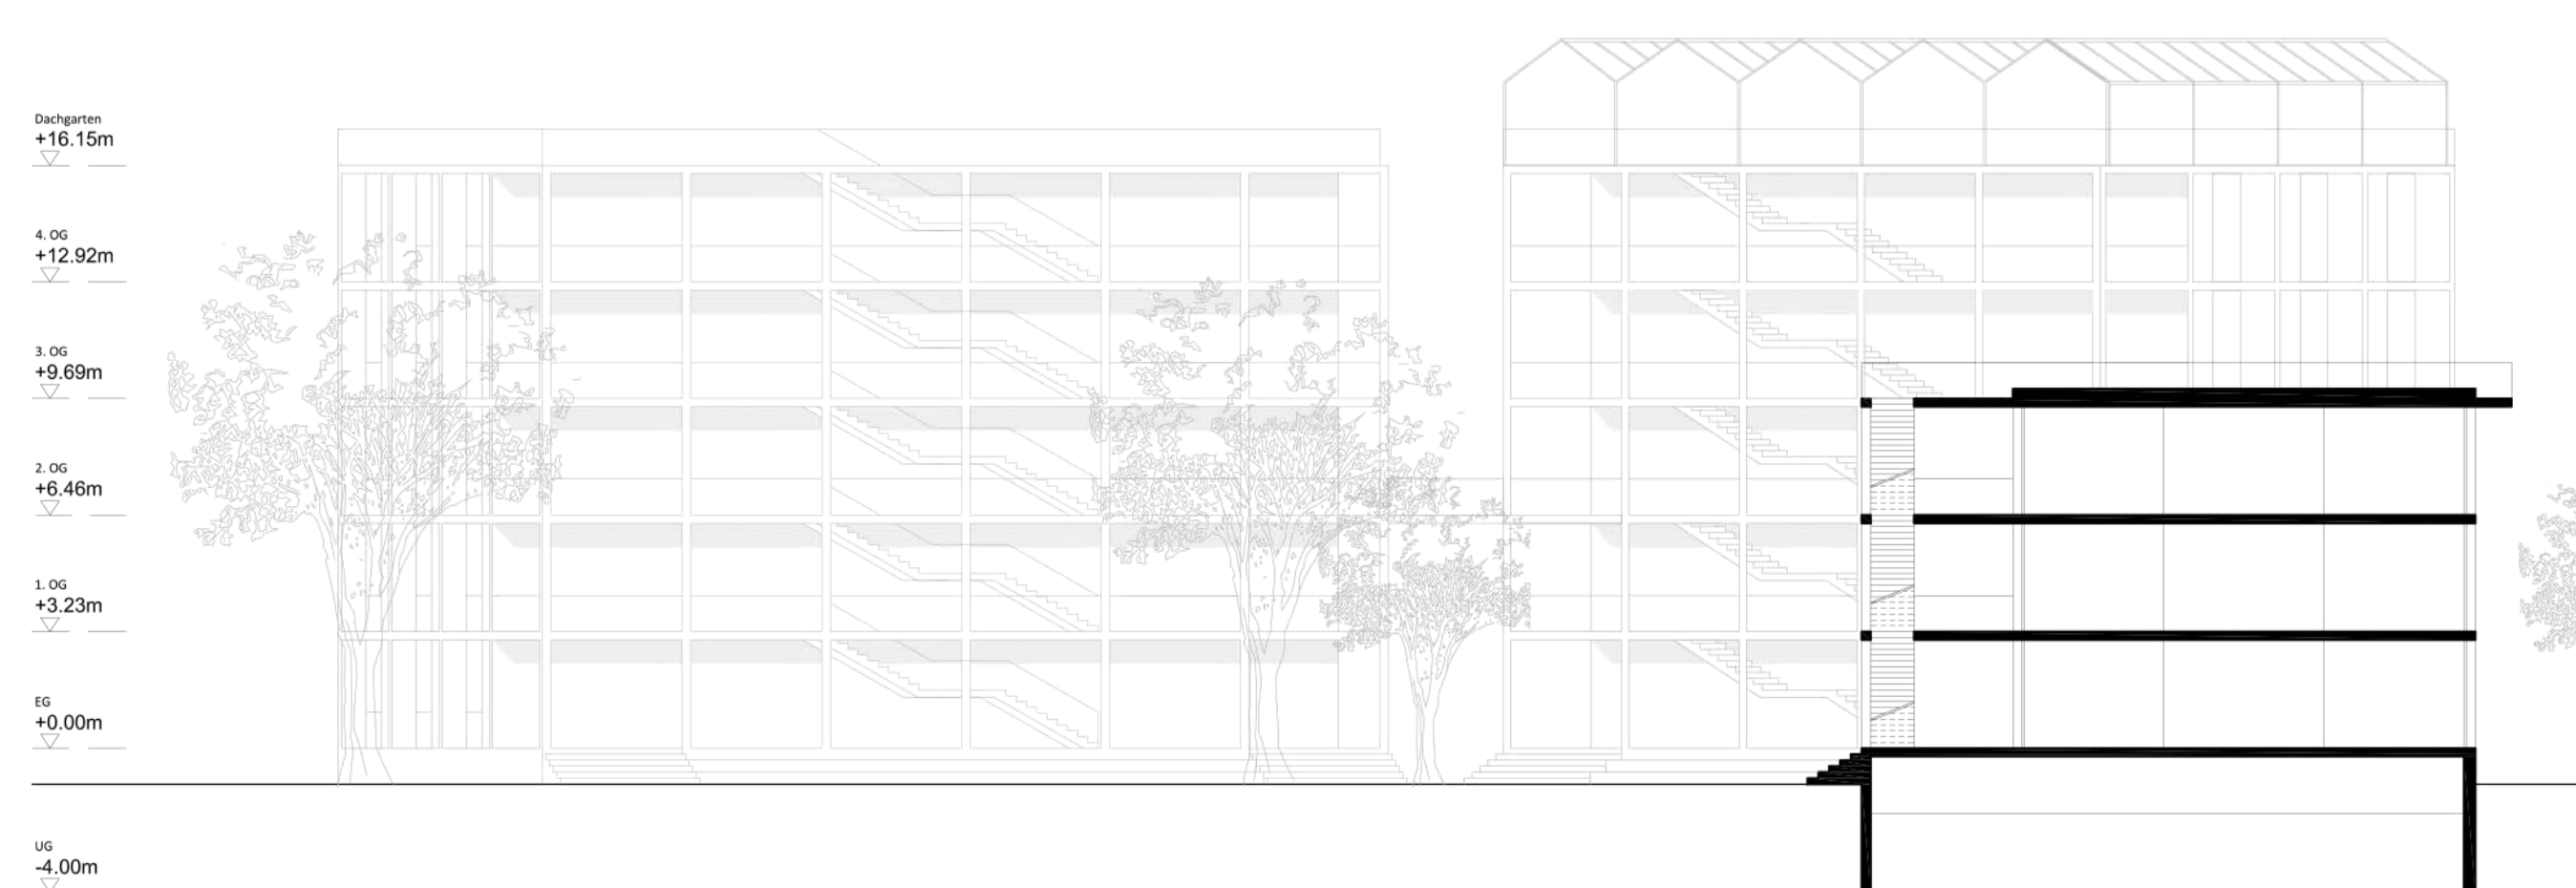 Dachgarten
+16.15m
4. OG
+12.92m
3. OG
+9.69m
2. OG
+6.46m
1. OG
+3.23m
EG
+0.00m
UG
-4.00m